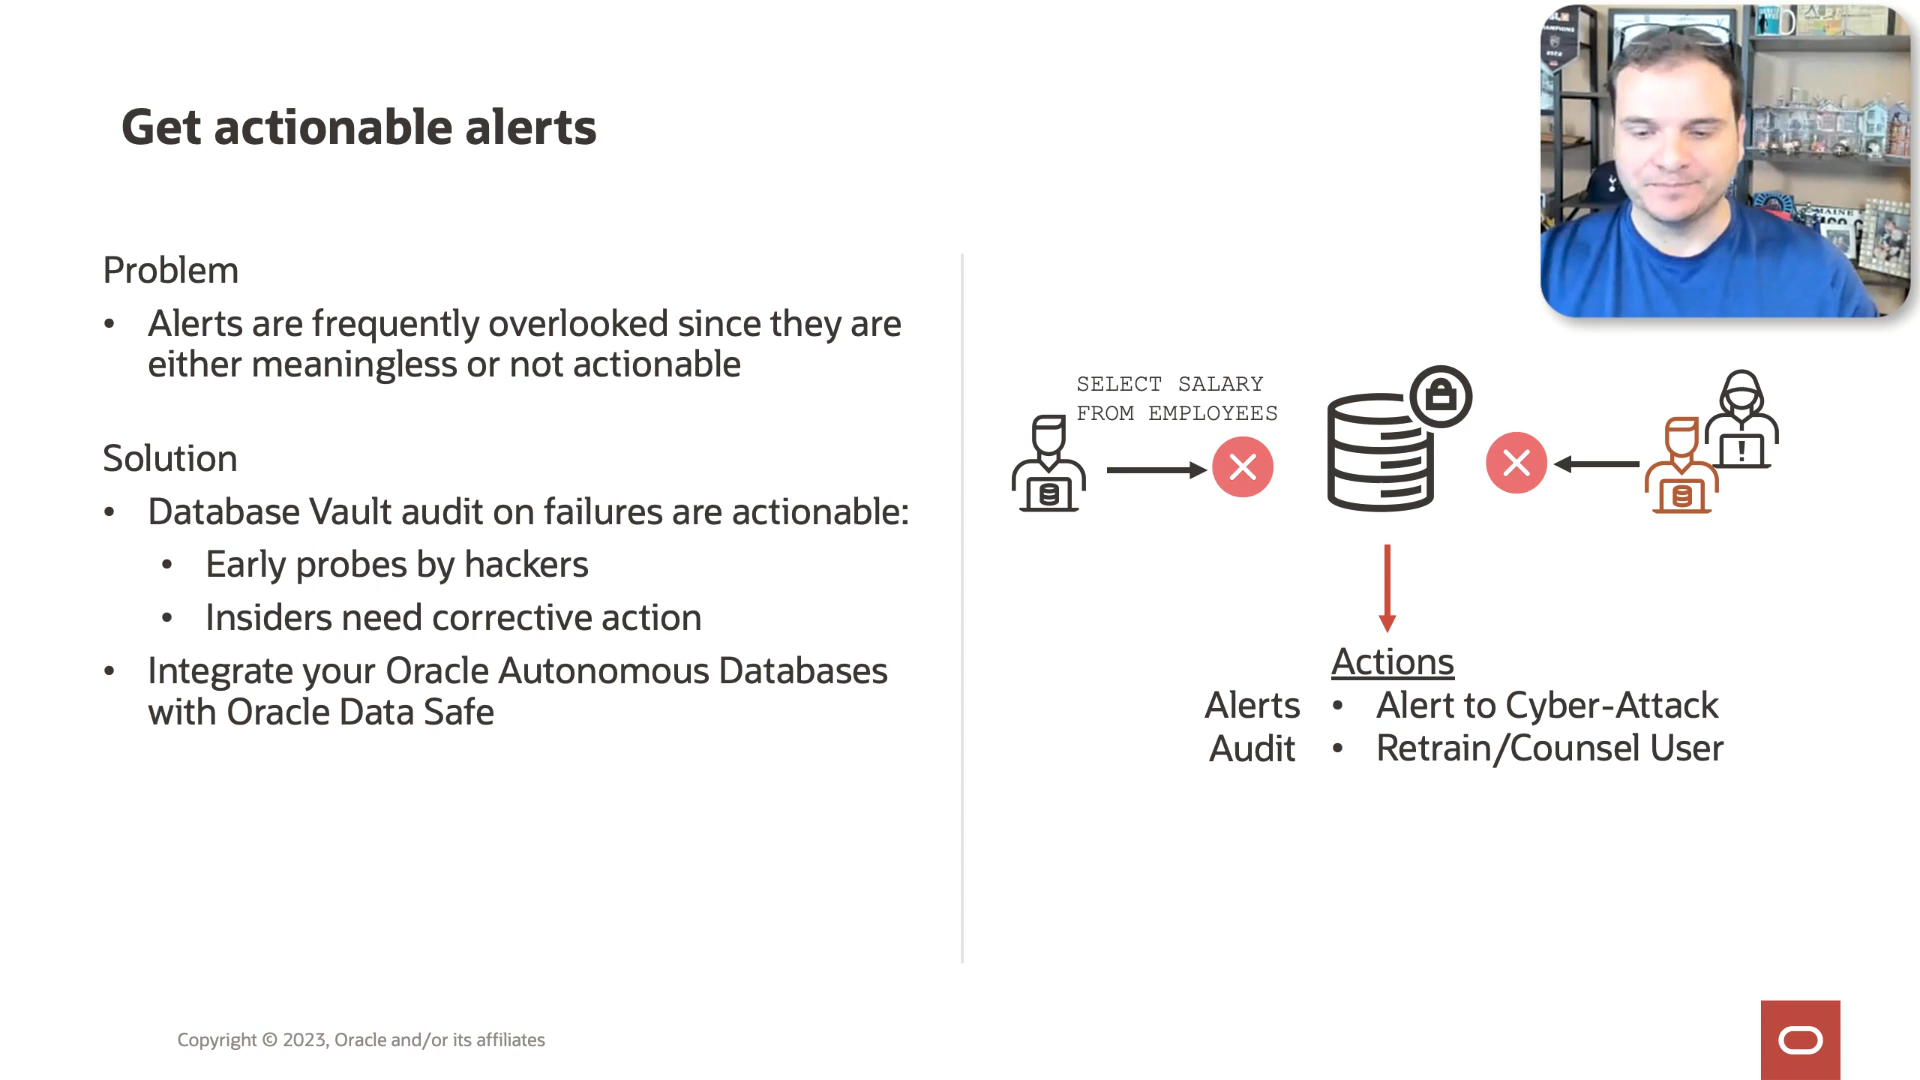 Get actionable alerts
Problem
• Alerts are frequently overlooked since they are
either meaningless or not actionable
Solution
• Database Vault audit on failures are actionable:
• Early probes by hackers
• Insiders need corrective action
• Integrate your Oracle Autonomous Databases
with Oracle Data Safe
SELECT SALARY
FROM EMPLOYEES
!
Actions
Alerts • Alert to Cyber-Attack
Audit • Retrain/Counsel User
MAINE
Copyright © 2023, Oracle and/or its affiliates